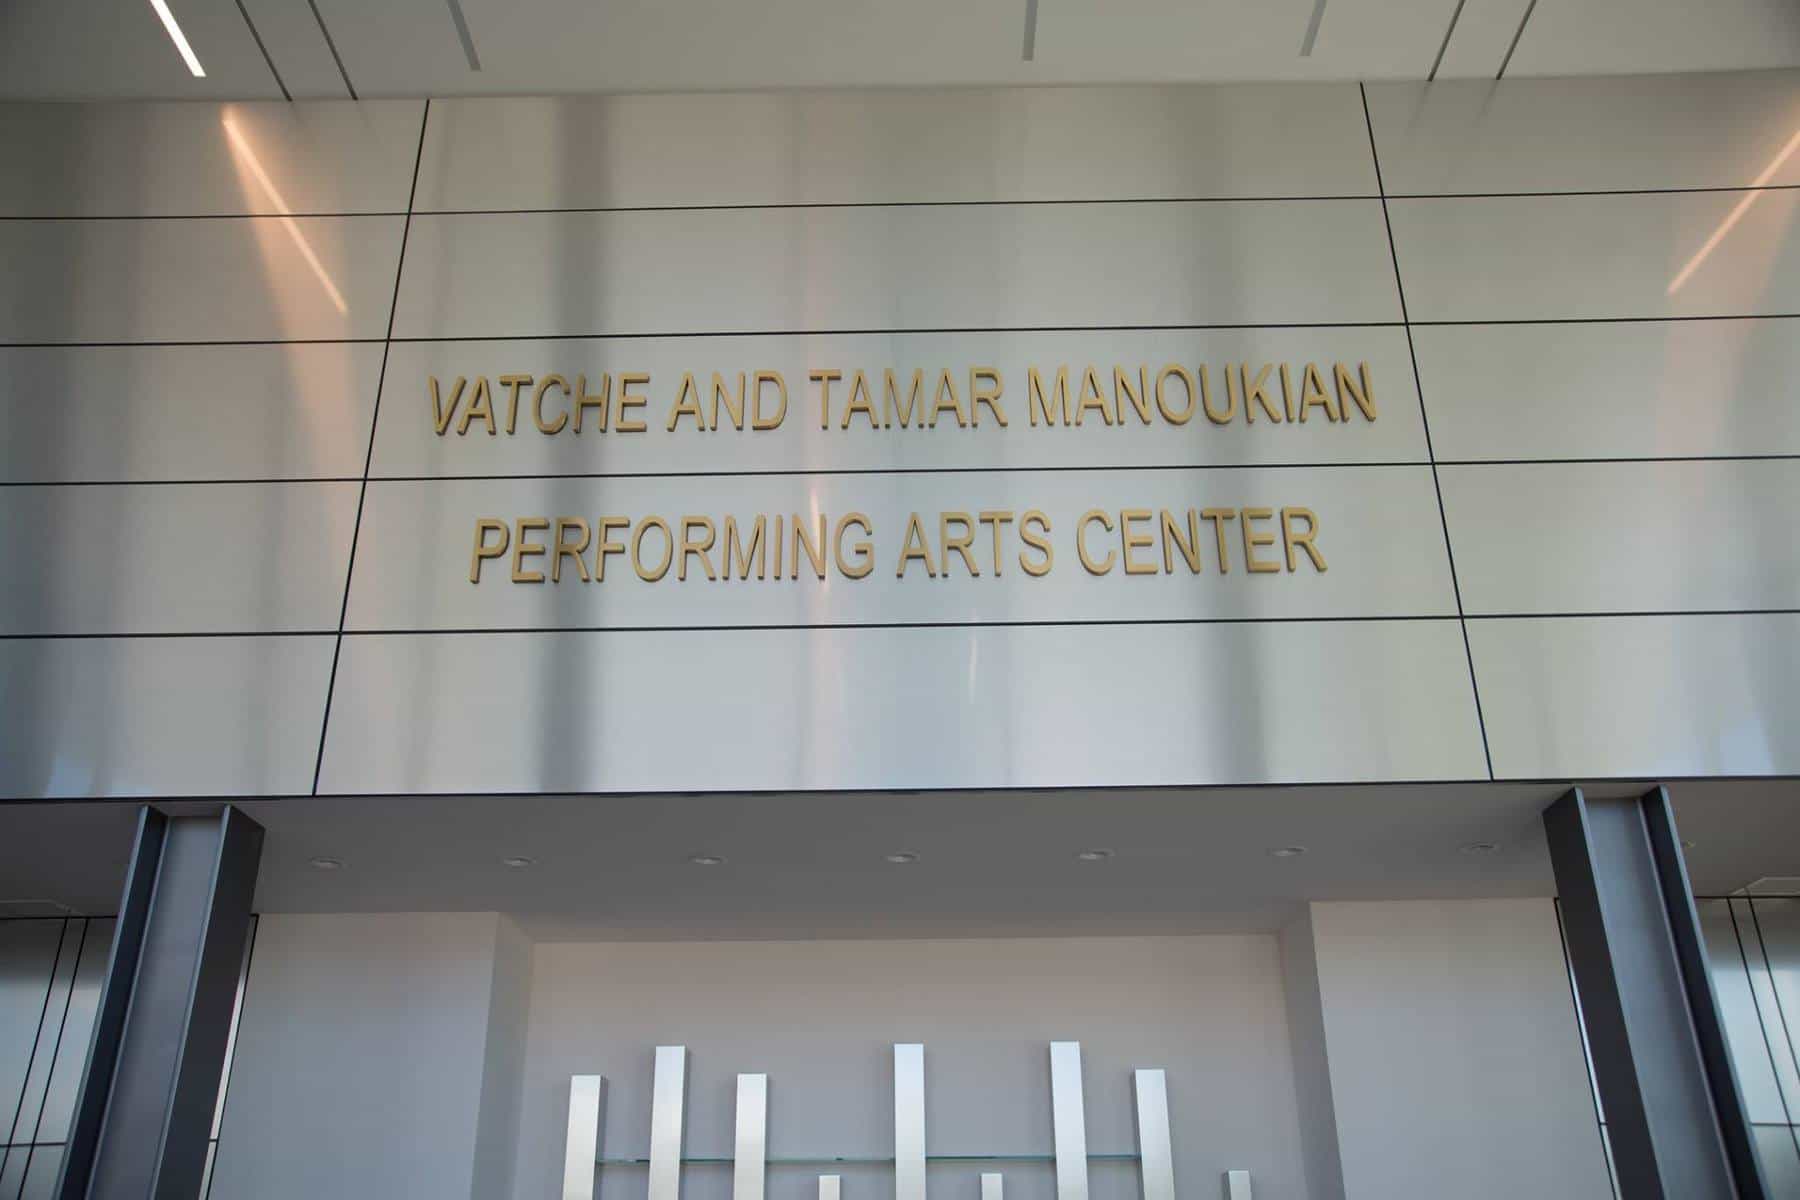 VATCHE AND TAMAR MANOUKIAN
PERFORMING ARTS CENTER